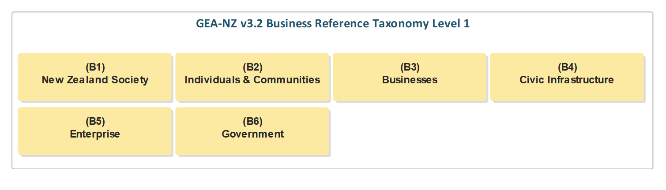 GEA-NZ v3.2 Business Reference Taxonomy Level 1
(B1)
New Zealand Society
(B2)
Individuals & Communities
(B3)
Businesses
(B4)
Civic Infrastructure
(B5)
Enterprise
(B6)
Government